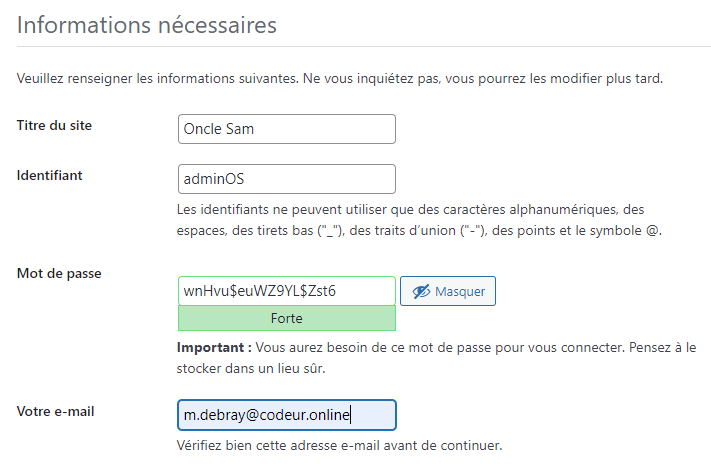 Informations nécessaires
Veuillez renseigner les informations suivantes. Ne vous inquiétez pas, vous pourrez les modifier plus tard.
Titre du site
Oncle Sam
Identifiant
adminOS
Les identifiants ne peuvent utiliser que des caractères alphanumériques, des
espaces, des tirets bas ("_"), des traits d’union ("-"), des points et le symbole @.
Mot de passe
wnHvu$euWZ9YL$Zst6
Masquer
Forte
Important : Vous aurez besoin de ce mot de passe pour vous connecter. Pensez à le
stocker dans un lieu sûr.
Votre e-mail
m.debray@codeur.online
Vérifiez bien cette adresse e-mail avant de continuer.